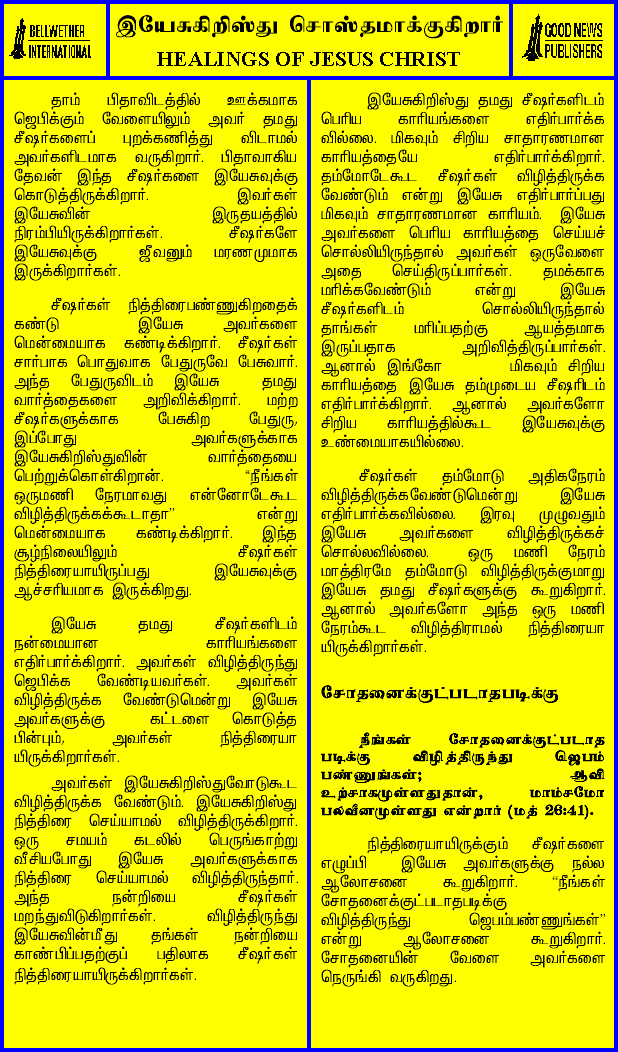 BELLWETHER
INTERNATIONAL
இயேசுகிறிஸ்து சொஸ்தமாக்குகிறார்
HEALINGS OF JESUS CHRIST
GOOD NEWS
PUBLISHERS
தாம் பிதாவிடத்தில் ஊக்கமாக
ஜெபிக்கும் வேளையிலும் அவர் தமது
சீஷர்களைப் புறக்கணித்து விடாமல்
அவர்களிடமாக வருகிறார். பிதாவாகிய
தேவன் இந்த சீஷர்களை இயேசுவுக்கு
கொடுத்திருக்கிறார். இவர்கள்
இயேசுவின் இருதயத்தில்
நிரம்பியிருக்கிறார்கள். சீஷர்களே
இயேசுவுக்கு ஜீவனும் மரணமுமாக
இருக்கிறார்கள்.
சீஷர்கள் நித்திரைபண்ணுகிறதைக்
கண்டு இயேசு அவர்களை
மென்மையாக கண்டிக்கிறார். சீஷர்கள்
சார்பாக பொதுவாக பேதுருவே பேசுவார்.
அந்த பேதுருவிடம் இயேசு தமது
வார்த்தைகளை அறிவிக்கிறார். மற்ற
சீஷர்களுக்காக பேசுகிற பேதுரு,
இப்போது அவர்களுக்காக
இயேசுகிறிஸ்துவின் வார்த்தையை
பெற்றுக்கொள்கிறான். “நீங்கள்
ஒருமணி நேரமாவது என்னோடேகூட
விழித்திருக்கக்கூடாதா” என்று
மென்மையாக கண்டிக்கிறார். இந்த
சூழ்நிலையிலும் சீஷர்கள்
நித்திரையாயிருப்பது இயேசுவுக்கு
ஆச்சரியமாக இருக்கிறது.
இயேசு தமது சீஷர்களிடம்
நன்மையான காரியங்களை
எதிர்பார்க்கிறார். அவர்கள் விழித்திருந்து
ஜெபிக்க வேண்டியவர்கள். அவர்கள்
விழித்திருக்க வேண்டுமென்று இயேசு
அவர்களுக்கு கட்டளை கொடுத்த
பின்பும், அவர்கள் நித்திரையா
யிருக்கிறார்கள்.
அவர்கள் இயேசுகிறிஸ்துவோடுகூட
விழித்திருக்க வேண்டும். இயேசுகிறிஸ்து
நித்திரை செய்யாமல் விழித்திருக்கிறார்.
ஒரு சமயம் கடலில் பெருங்காற்று
வீசியபோது இயேசு அவர்களுக்காக
நித்திரை செய்யாமல் விழித்திருந்தார்.
அந்த நன்றியை சீஷர்கள்
மறந்துவிடுகிறார்கள். விழித்திருந்து
இயேசுவின்மீது தங்கள் நன்றியை
காண்பிப்பதற்குப் பதிலாக சீஷர்கள்
நித்திரையாயிருக்கிறார்கள்.
இயேசுகிறிஸ்து தமது சீஷர்களிடம்
பெரிய காரியங்களை எதிர்பார்க்க
வில்லை. மிகவும் சிறிய சாதாரணமான
காரியத்தையே எதிர்பார்க்கிறார்.
தம்மோடேகூட சீஷர்கள் விழித்திருக்க
வேண்டும் என்று இயேசு எதிர்பார்ப்பது
மிகவும் சாதாரணமான காரியம். இயேசு
அவர்களை பெரிய காரியத்தை செய்யச்
சொல்லியிருந்தால் அவர்கள் ஒருவேளை
அதை செய்திருப்பார்கள். தமக்காக
மரிக்கவேண்டும் என்று இயேசு
சீஷர்களிடம் சொல்லியிருந்தால்
தாங்கள் மரிப்பதற்கு ஆயத்தமாக
இருப்பதாக அறிவித்திருப்பார்கள்.
ஆனால் இங்கோ மிகவும் சிறிய
காரியத்தை இயேசு தம்முடைய சீஷரிடம்
எதிர்பார்க்கிறார். ஆனால் அவர்களோ
சிறிய காரியத்தில்கூட இயேசுவுக்கு
உண்மையாகயில்லை.
சீஷர்கள் தம்மோடு அதிகநேரம்
விழித்திருக்கவேண்டுமென்று இயேசு
எதிர்பார்க்கவில்லை. இரவு முழுவதும்
இயேசு அவர்களை விழித்திருக்கச்
சொல்லவில்லை. ஒரு மணி நேரம்
மாத்திரமே தம்மோடு விழித்திருக்குமாறு
இயேசு தமது சீஷர்களுக்கு கூறுகிறார்.
ஆனால் அவர்களோ அந்த ஒரு மணி
நேரம்கூட விழித்திராமல் நித்திரையா
யிருக்கிறார்கள்.
சோதனைக்குட்படாதபடிக்கு
நீங்கள் சோதனைக்குட்படாத
படிக்கு விழித்திருந்து ஜெபம்
பண்ணுங்கள்; ஆவி
உற்சாகமுள்ளதுதான், மாம்சமோ
பலவீனமுள்ளது என்றார் (மத் 26:41).
நித்திரையாயிருக்கும் சீஷர்களை
எழுப்பி இயேசு அவர்களுக்கு நல்ல
ஆலோசனை கூறுகிறார். “நீங்கள்
சோதனைக்குட்படாதபடிக்கு
விழித்திருந்து ஜெபம்பண்ணுங்கள்”
என்று ஆலோசனை கூறுகிறார்.
சோதனையின் வேளை அவர்களை
நெருங்கி வருகிறது.